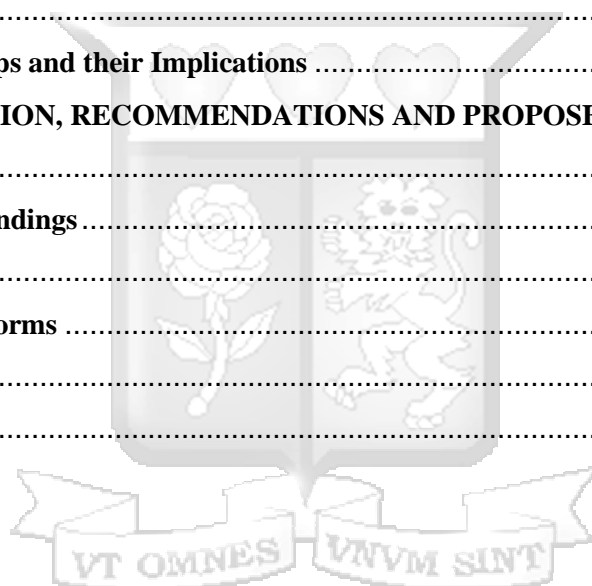 ................................................................
ps and their Implications ........................................
ION, RECOMMENDATIONS AND PROPOSE
................................................................
ndings ................................................................
................................................................
orms ................................................................
................................................................
................................................................
VT OMNES VNVM SINT